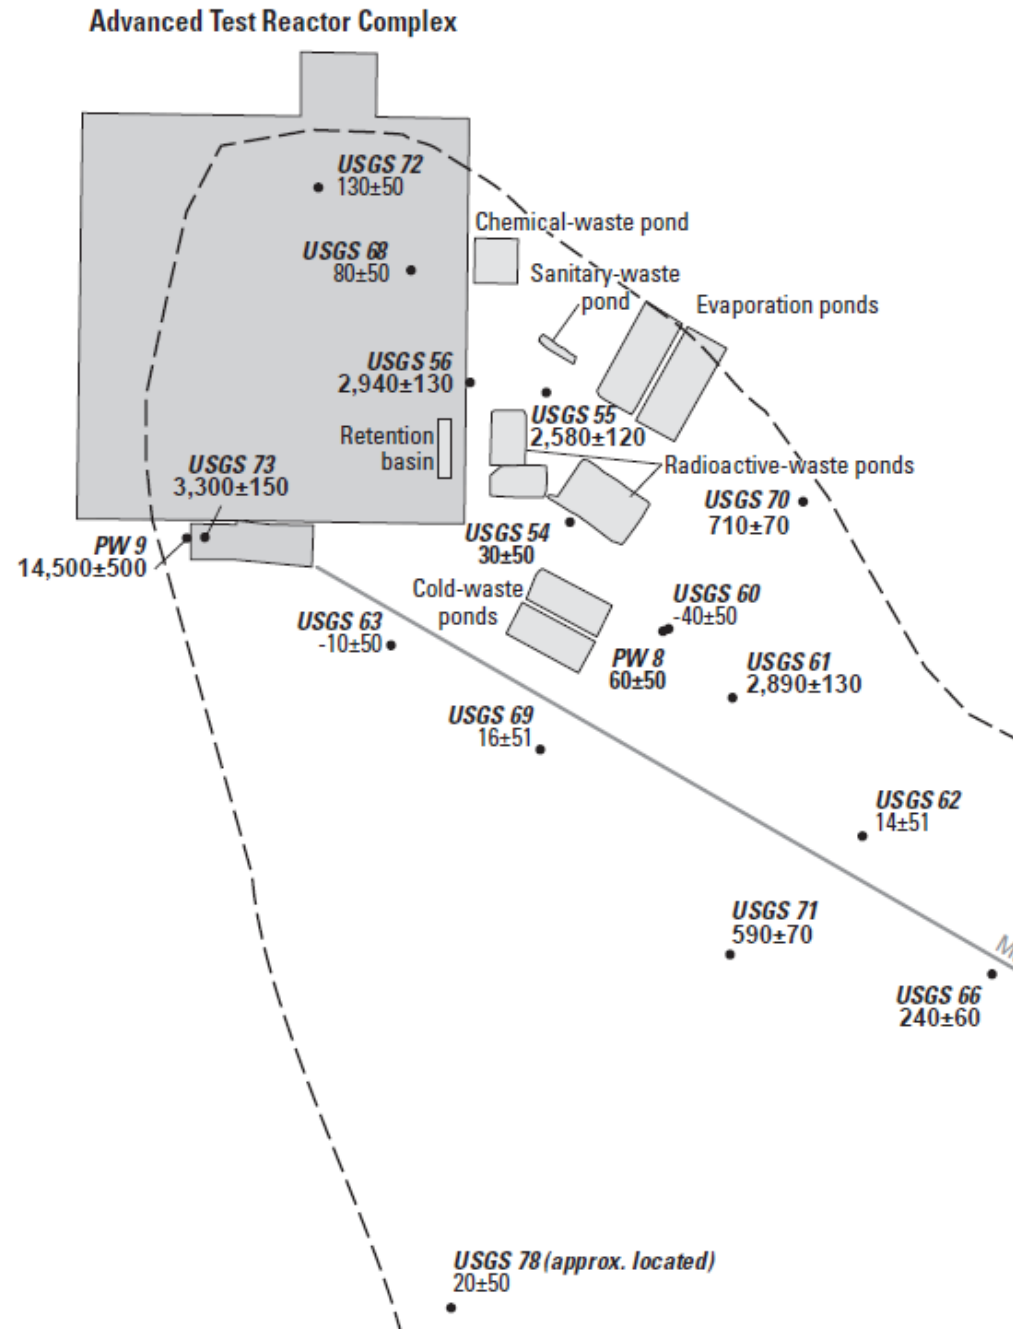 Advanced Test Reactor Complex
USGS 72
130±50
Chemical-waste pond
USGS 68
80±50
Sanitary-waste
pond
Evaporation ponds
USGS 56
2,940±130
USGS 55
2,580±120
Retention
basin
USGS 73
3,300±150
Radioactive-waste ponds
USGS 70
710±70
USGS 54
30±50
PW 9
14,500±500
Cold-waste
ponds
USGS 60
-40±50
USGS 63
-10±50
PW 8
60±50
USGS 61
2,890±130
USGS 69
16±51
USGS 62
14±51
USGS 71
590±70
USGS 66
240±60
USGS 78 (approx. located)
20±50